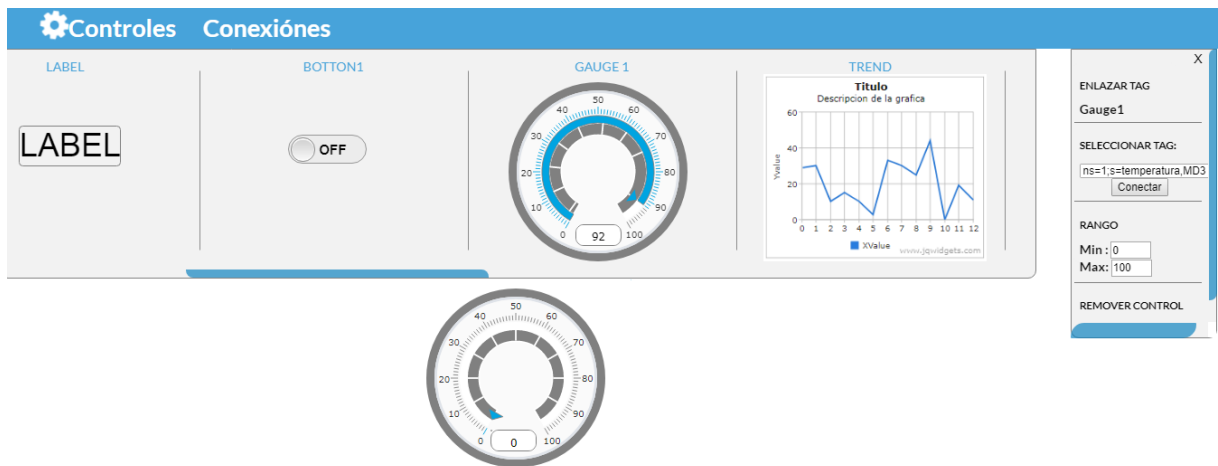 Controles Conexiónes
LABEL
LABEL
BOTTON1
OFF
GAUGE 1
0 10 20 30 40 50 60 70 80 90 100
92
TREND
Titulo
Descripcion de la grafica
Yvalue
60
40
20
0
0 1 2 3 4 5 6 7 8 9 10 11 12
XValue
www.jqwidgets.com
X
ENLAZAR TAG
Gauge1
SELECCIONAR TAG:
ns=1;s=temperatura,MD3
Conectar
RANGO
Min : 0
Max: 100
REMOVER CONTROL
0 10 20 30 40 50 60 70 80 90 100
0